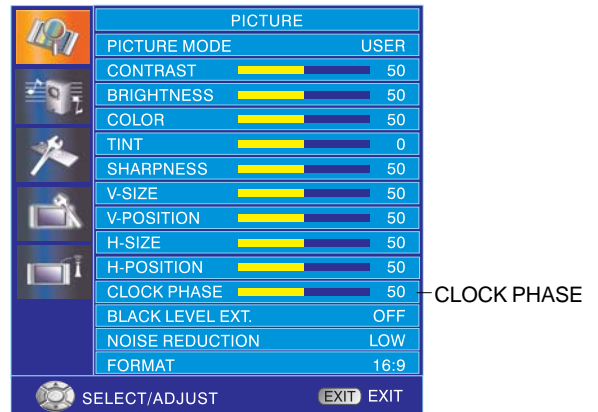 PICTURE
PICTURE MODE USER
CONTRAST 50
BRIGHTNESS 50
COLOR 50
TINT 0
SHARPNESS 50
V-SIZE 50
V-POSITION 50
H-SIZE 50
H-POSITION 50
CLOCK PHASE 50 CLOCK PHASE
BLACK LEVEL EXT. OFF
NOISE REDUCTION LOW
FORMAT 16:9
SELECT/ADJUST EXIT EXIT